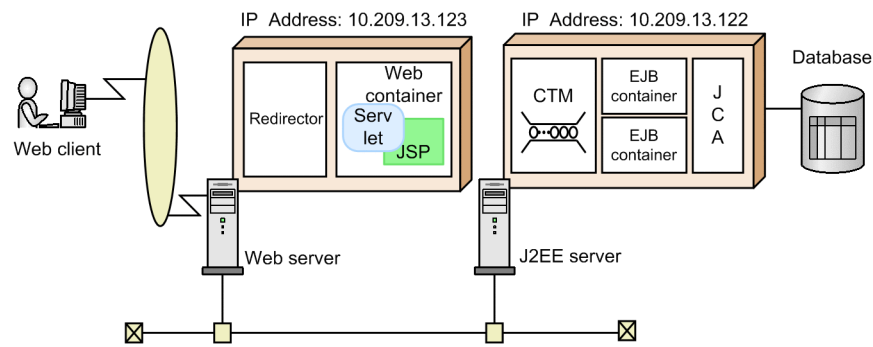 IP Address: 10.209.13.123
IP Address: 10.209.13.122
Web client
Redirector
Web
container
Serv
let
JSP
Web server
CTM
EJB
container
EJB
container
J
C
A
Database
J2EE server